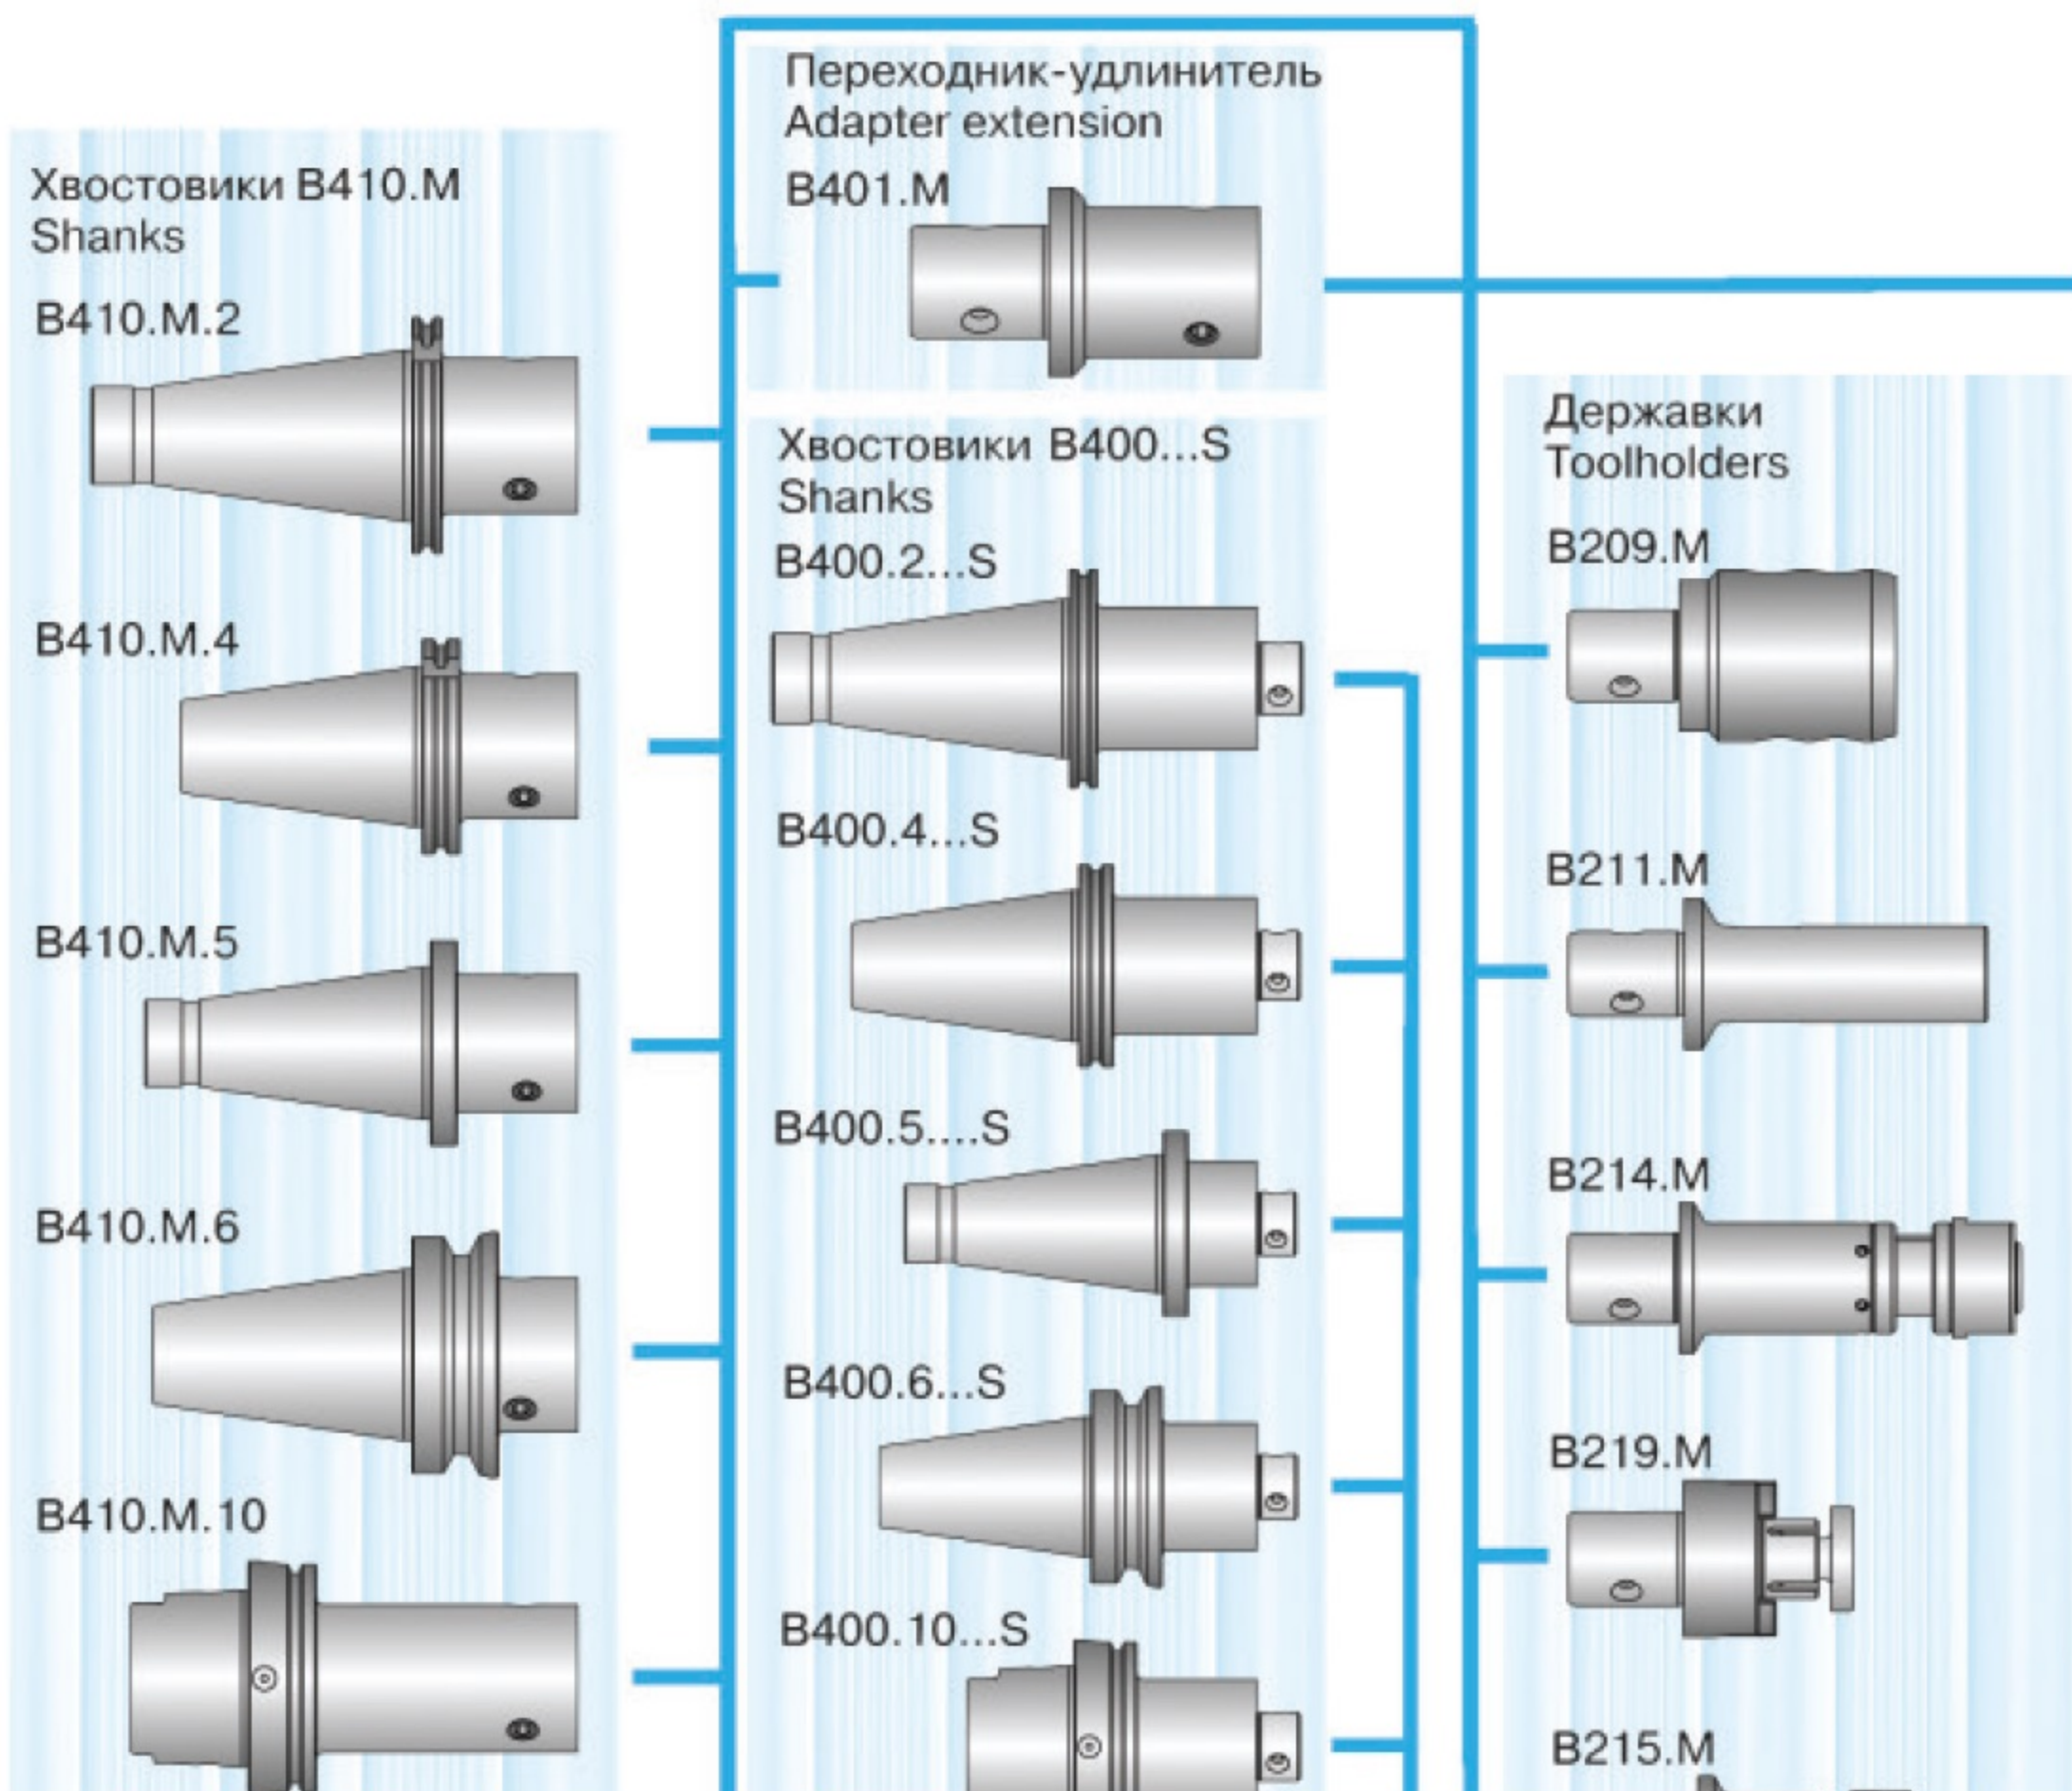 Хвостовики B410.M
Shanks
B410.M.2
B410.M.4
B410.M.5
B410.M.6
B410.M.10
Переходник-удлинитель
Adapter extension
B401.M
Хвостовики B400...S
Shanks
B400.2...S
B400.4...S
B400.5....S
B400.6...S
B400.10...S
Державки
Toolholders
B209.M
B211.M
B214.M
B219.M
B215.M